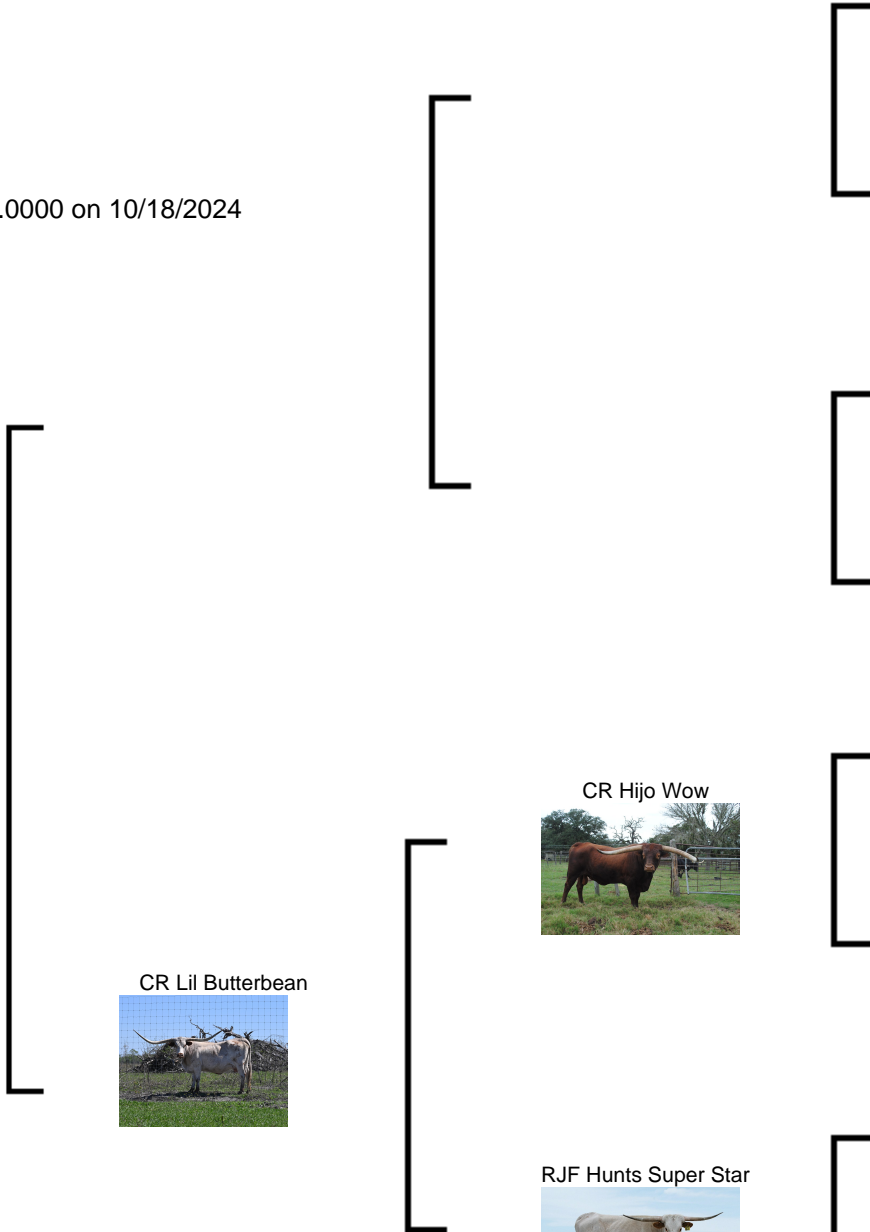 .0000 on 10/18/2024
CR Hijo Wow
CR Lil Butterbean
RJF Hunts Super Star